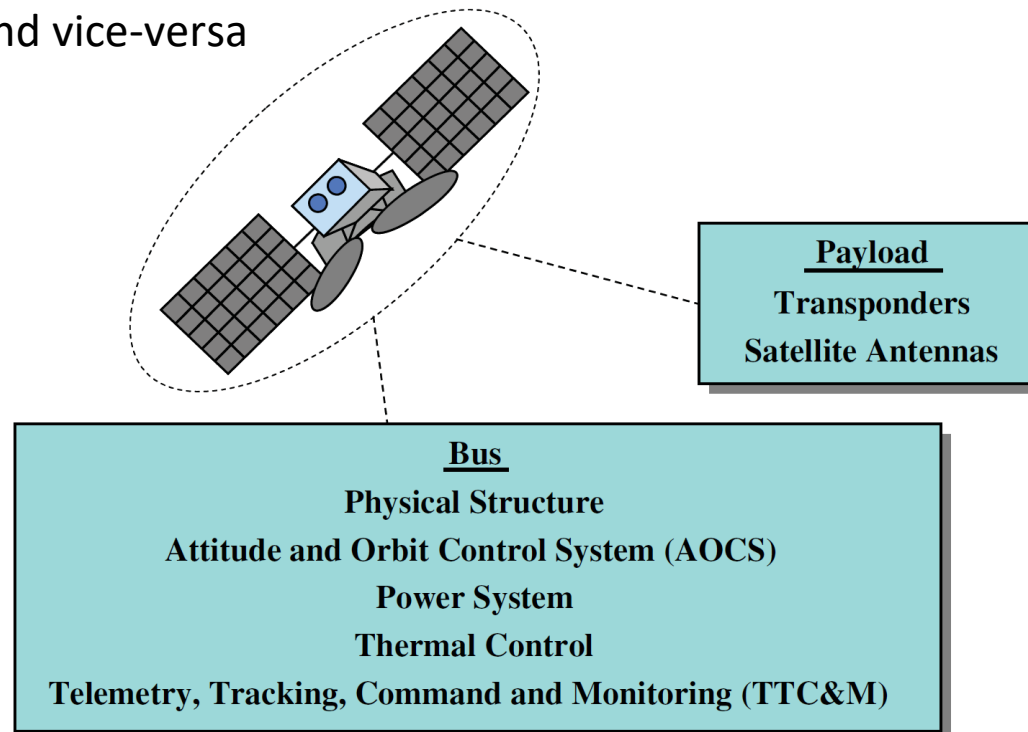 nd vice-versa
Payload
Transponders
Satellite Antennas
Bus
Physical Structure
Attitude and Orbit Control System (AOCS)
Power System
Thermal Control
Telemetry, Tracking, Command and Monitoring (TTC&M)